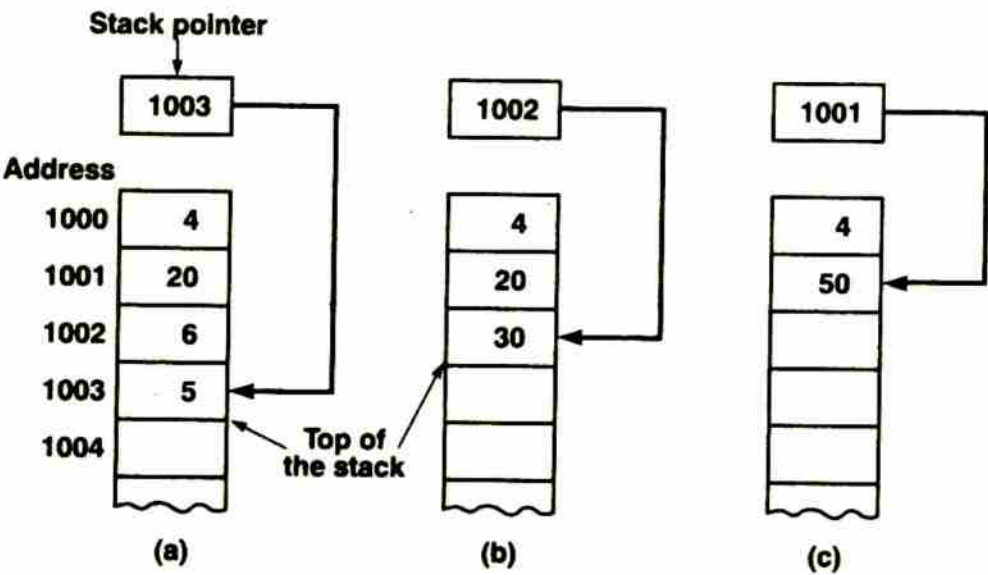 Stack pointer
1003 1002 1001
Address
1000 4 4 4
1001 20 20 50
1002 6 30
1003 5
1004
Top of
the stack
(a) (b) (c)